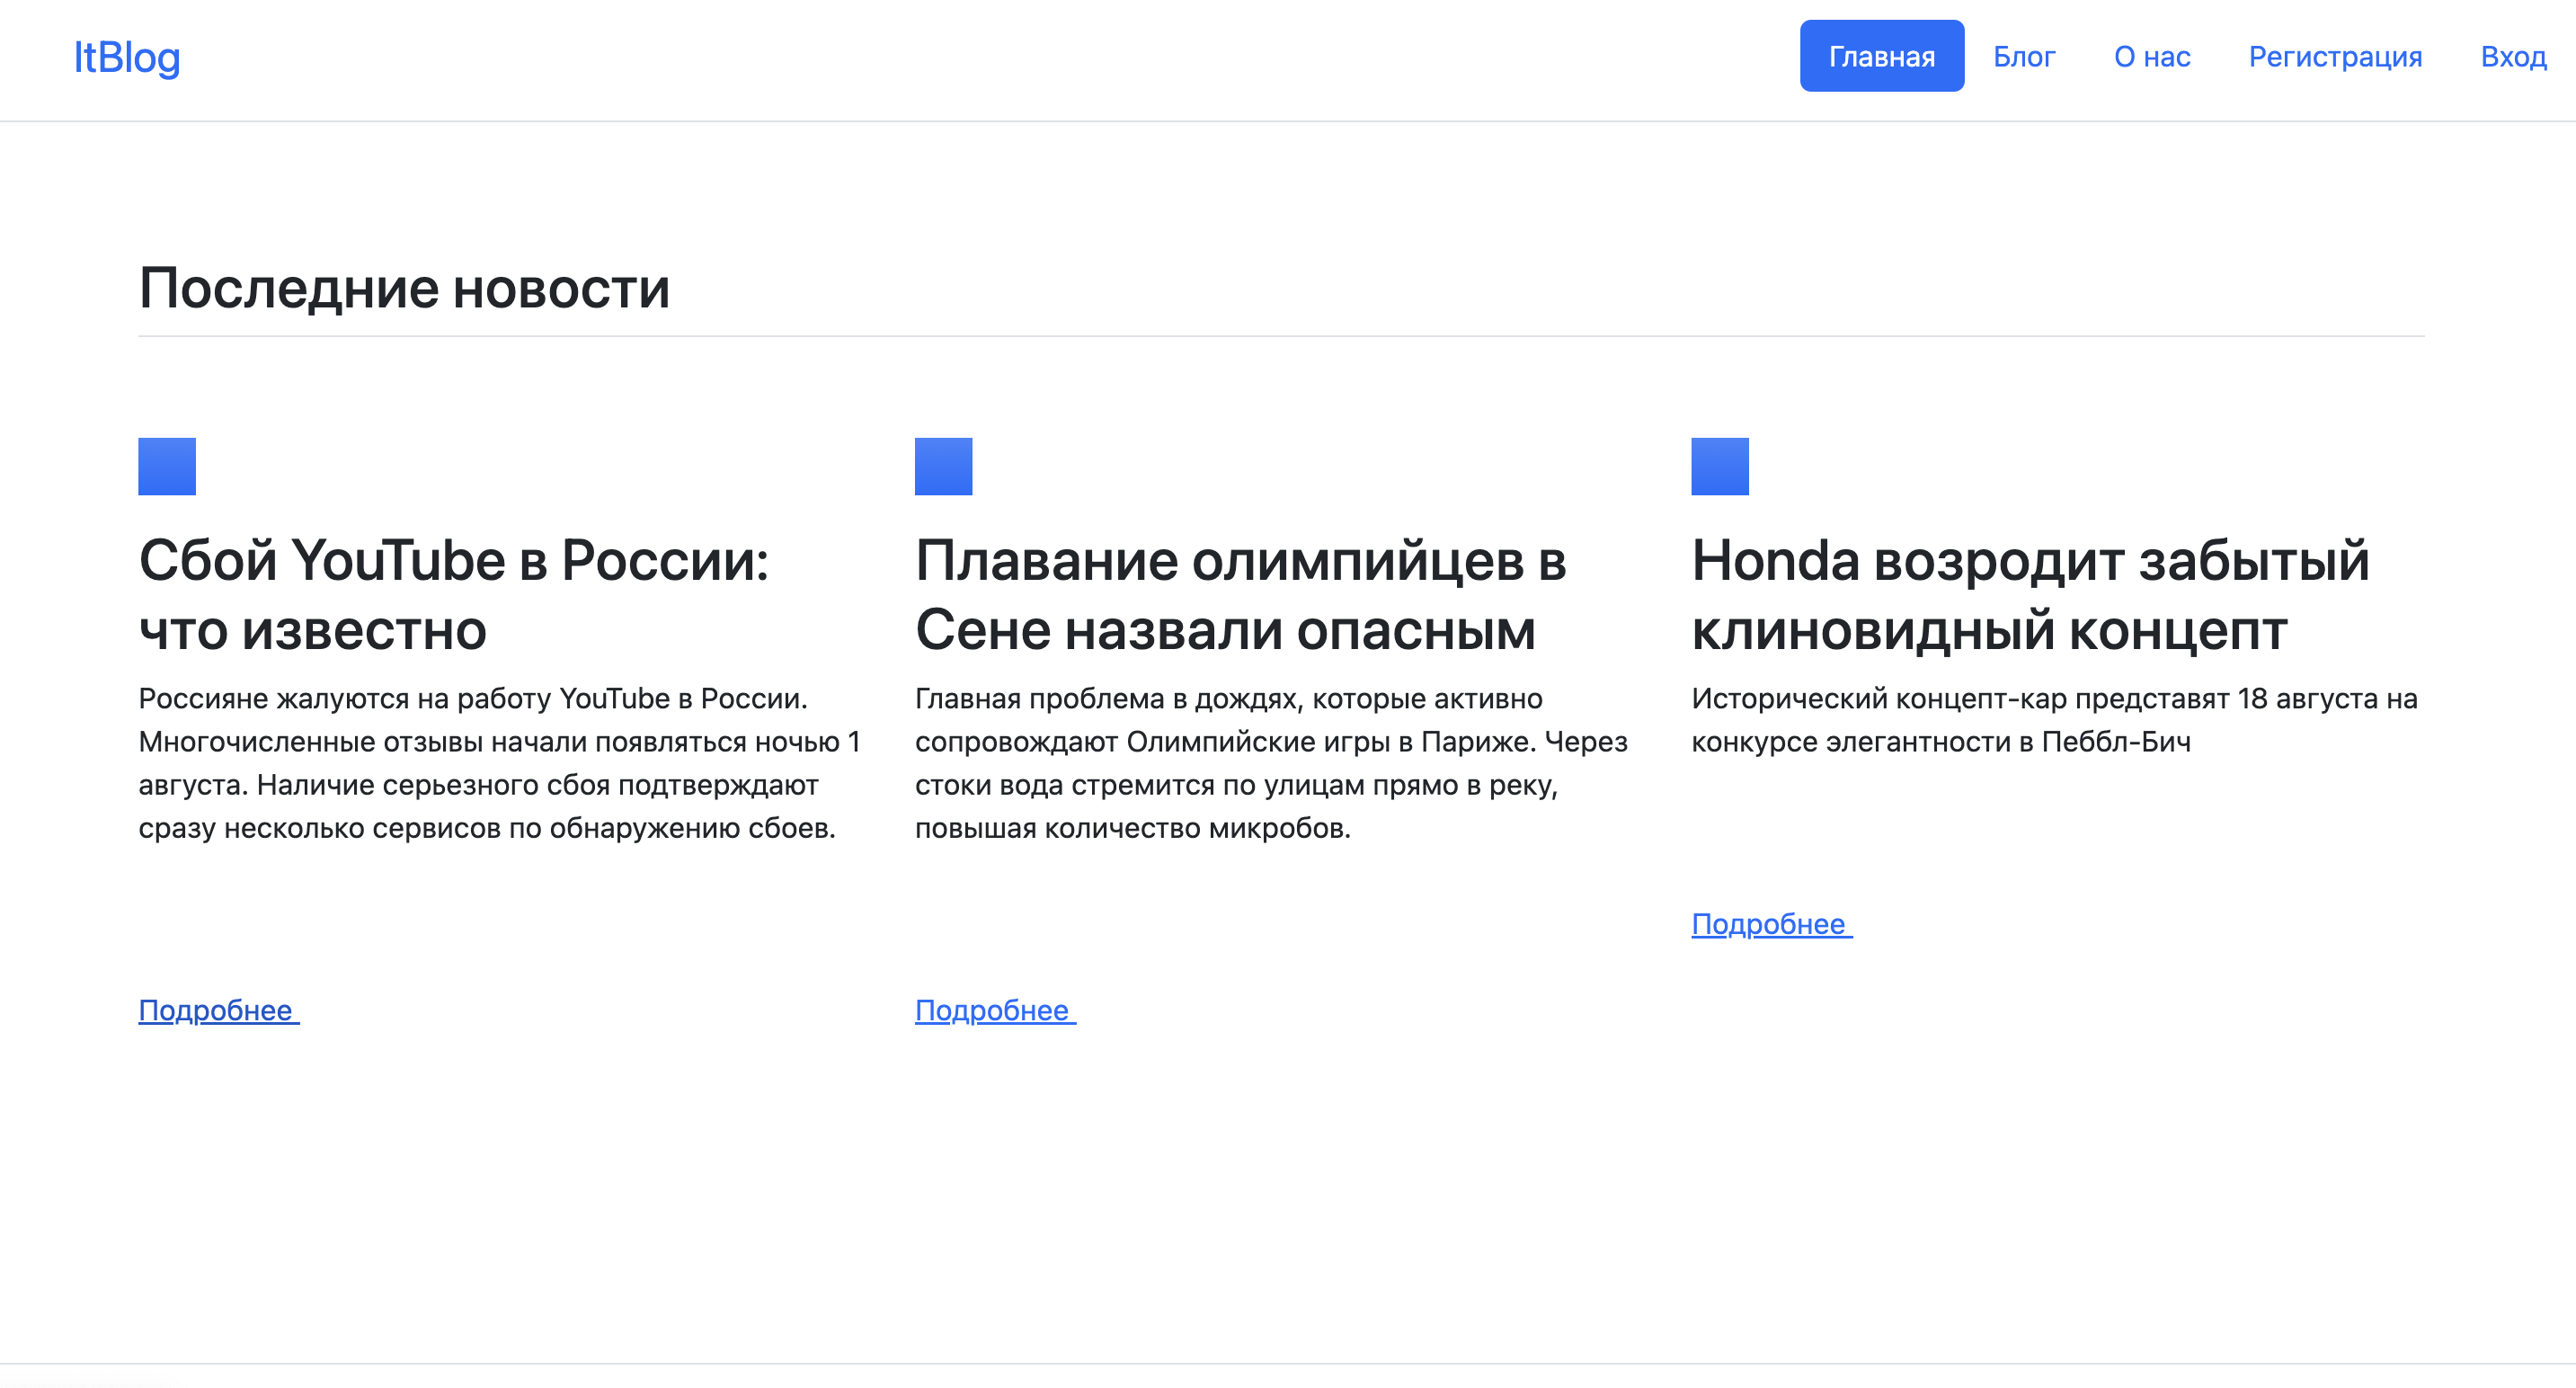 ItBlog
Главная
Блог
О нас
Регистрация
Вход
Последние новости
Сбой YouTube в России:
что известно
Россияне жалуются на работу YouTube в России.
Многочисленные отзывы начали появляться ночью 1
августа. Наличие серьезного сбоя подтверждают
сразу несколько сервисов по обнаружению сбоев.
Подробнее
Плавание олимпийцев в
Сене назвали опасным
Главная проблема в дождях, которые активно
сопровождают Олимпийские игры в Париже. Через
стоки вода стремится по улицам прямо в реку,
повышая количество микробов.
Подробнее
Honda возродит забытый
клиновидный концепт
Исторический концепт-кар представят 18 августа на
конкурсе элегантности в Пеббл-Бич
Подробнее